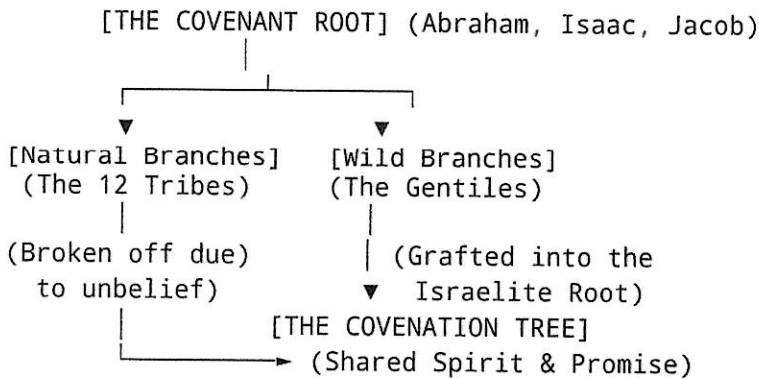 [THE COVENANT ROOT] (Abraham, Isaac, Jacob)
[Natural Branches] [Wild Branches]
(The 12 Tribes) (The Gentiles)
(Broken off due) (Grafted into the
to unbelief) Israelite Root)
[THE COVENATION TREE]
(Shared Spirit & Promise)